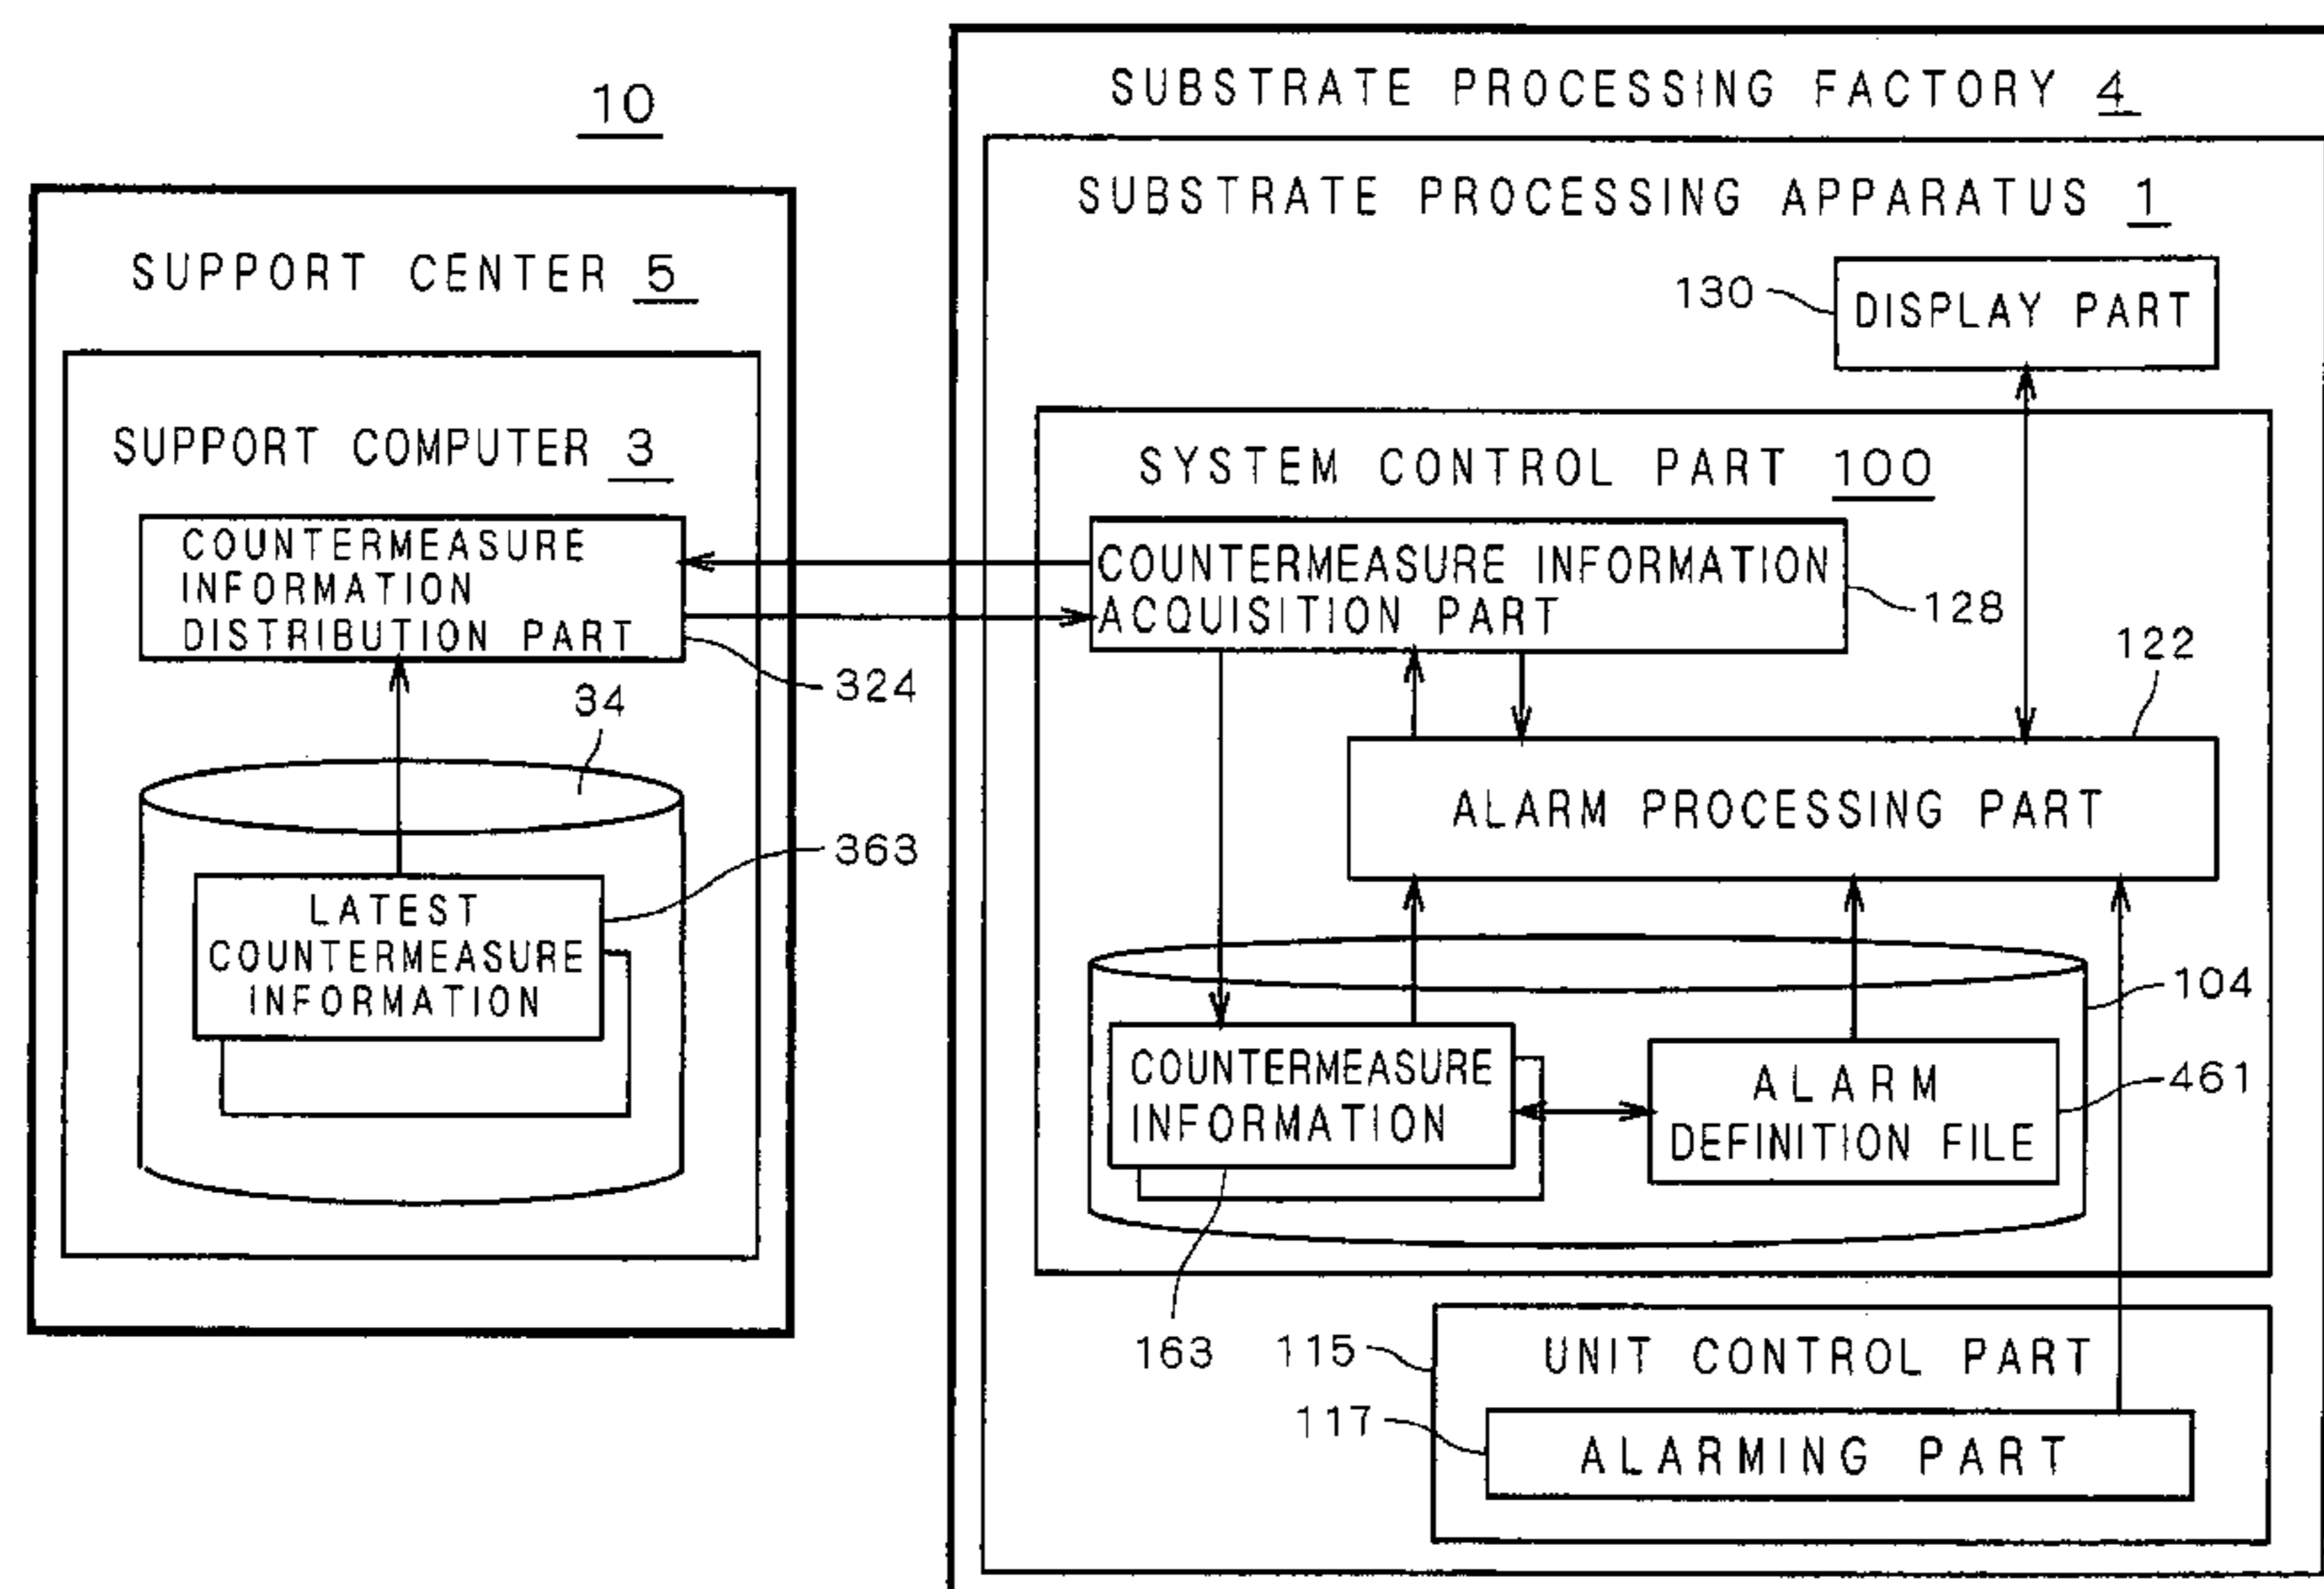 10
SUPPORT CENTER 5
SUPPORT COMPUTER 3
COUNTERMEASURE
INFORMATION
DISTRIBUTION PART
324
34
363
LATEST
COUNTERMEASURE
INFORMATION
SUBSTRATE PROCESSING FACTORY 4
SUBSTRATE PROCESSING APPARATUS 1
130
DISPLAY PART
SYSTEM CONTROL PART 100
COUNTERMEASURE INFORMATION
ACQUISITION PART
128
122
ALARM PROCESSING PART
104
COUNTERMEASURE
INFORMATION
ALARM
DEFINITION FILE
461
163
115
UNIT CONTROL PART
117
ALARMING PART